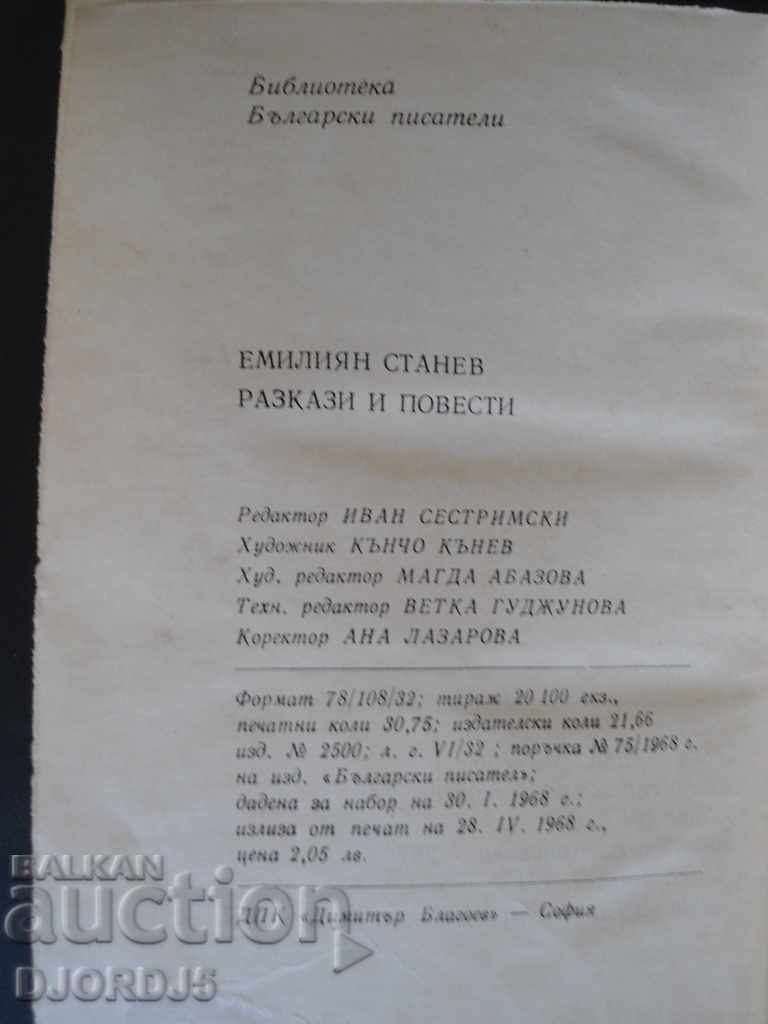 Библиотека
Български писатели
ЕМИЛИЯН СТАНЕВ
РАЗКАЗИ И ПОВЕСТИ
Редактор ИВАН СЕСТРИМСКИ
Художник КЪНЧО КЪНЕВ
Худ. редактор МАГДА АБАЗОВА
Техн. редактор ВЕТКА ГУДЖУНОВА
Коректор АНА ЛАЗАРОВА
Формат 78/108/32; тираж 20 100 екз.,
печатни коли 30,75; издателски коли 21,66
изд. № 2500; л. г. VI/32 ; поръчка № 75/1968 г.
на изд. «Български писател»;
дадена за набор на 30. I. 1968 г.;
излиза от печат на 28. IV. 1968 г.,
цена 2,05 лв.
ДПК «Димитър Благоев» — София
BALKAN
auction
DJORDJ5